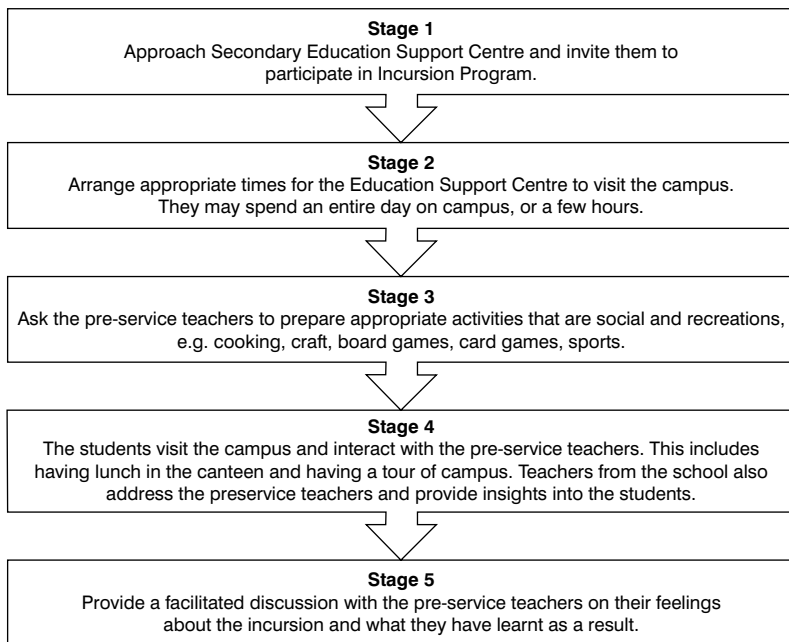 Stage 1
Approach Secondary Education Support Centre and invite them to
participate in Incursion Program.
Stage 2
Arrange appropriate times for the Education Support Centre to visit the campus.
They may spend an entire day on campus, or a few hours.
Stage 3
Ask the pre-service teachers to prepare appropriate activities that are social and recreations,
e.g. cooking, craft, board games, card games, sports.
Stage 4
The students visit the campus and interact with the pre-service teachers. This includes
having lunch in the canteen and having a tour of campus. Teachers from the school also
address the preservice teachers and provide insights into the students.
Stage 5
Provide a facilitated discussion with the pre-service teachers on their feelings
about the incursion and what they have learnt as a result.